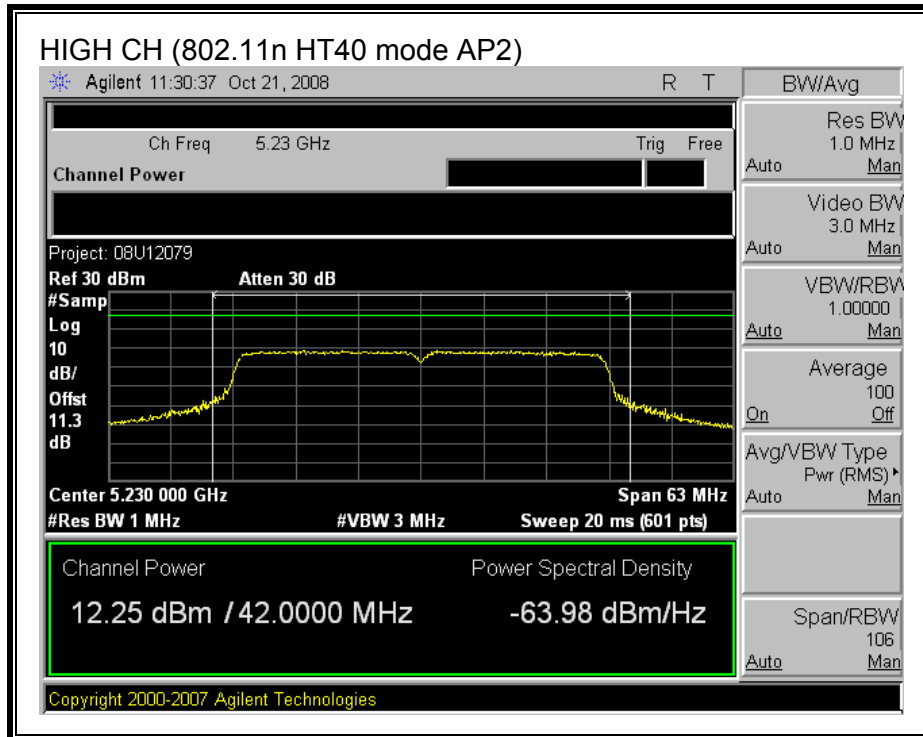 HIGH CH (802.11n HT40 mode AP2)
Agilent 11:30:37 Oct 21, 2008 R T
BW/Avg
Ch Freq 5.23 GHz Trig Free
Channel Power
Res BW
1.0 MHz
Auto Man
Video BW
3.0 MHz
Auto Man
VBW/RBW
1.00000
Auto Man
Average
100
On Off
Avg/VBW Type
Pwr (RMS)
Auto Man
Span/RBW
106
Auto Man
Project: 08U12079
Ref 30 dBm Atten 30 dB
#Samp
Log
10
dB/
Offst
11.3
dB
Center 5.230 000 GHz Span 63 MHz
#Res BW 1 MHz #VBW 3 MHz Sweep 20 ms (601 pts)
Channel Power Power Spectral Density
12.25 dBm / 42.0000 MHz -63.98 dBm/Hz
Copyright 2000-2007 Agilent Technologies